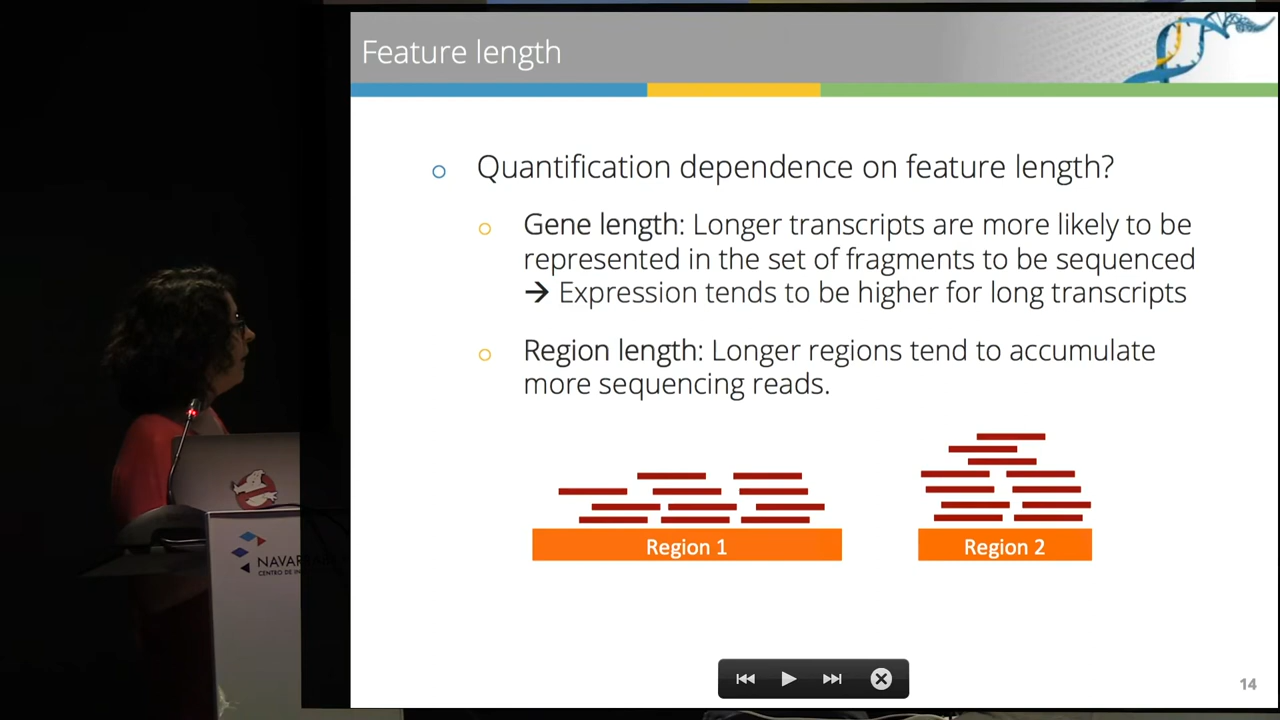 Feature length
Quantification dependence on feature length?
Gene length: Longer transcripts are more likely to be
represented in the set of fragments to be sequenced
→ Expression tends to be higher for long transcripts
Region length: Longer regions tend to accumulate
more sequencing reads.
Region 1
Region 2
14
CENTRO DE